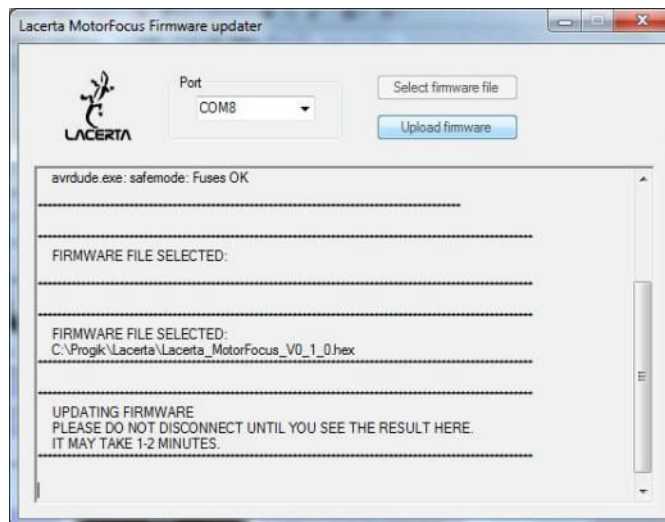 Lacerta MotorFocus Firmware updater
Port
COM8
Select firmware file
Upload firmware
LACERTA
avrdude.exe: safemode: Fuses OK
FIRMWARE FILE SELECTED:
FIRMWARE FILE SELECTED:
C:\Progik\Lacerta\Lacerta_MotorFocus_V0_1_0.hex
UPDATING FIRMWARE
PLEASE DO NOT DISCONNECT UNTIL YOU SEE THE RESULT HERE.
IT MAY TAKE 1-2 MINUTES.